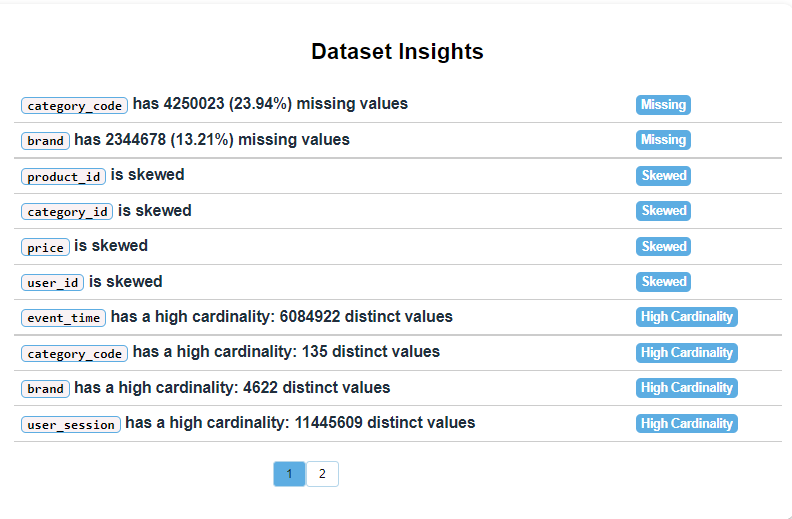 Dataset Insights
category_code has 4250023 (23.94%) missing values Missing
brand has 2344678 (13.21%) missing values Missing
product_id is skewed Skewed
category_id is skewed Skewed
price is skewed Skewed
user_id is skewed Skewed
event_time has a high cardinality: 6084922 distinct values High Cardinality
category_code has a high cardinality: 135 distinct values High Cardinality
brand has a high cardinality: 4622 distinct values High Cardinality
user_session has a high cardinality: 11445609 distinct values High Cardinality
1 2